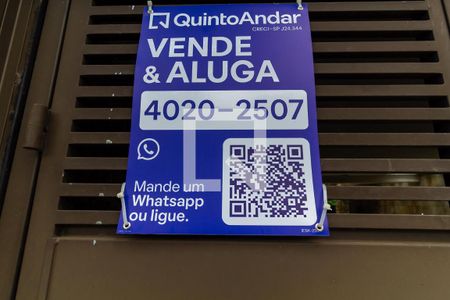 QuintoAndar
CRECI-SP J24.344
VENDE
& ALUGA
4020-2507
Mande um
Whatsapp
ou ligue.